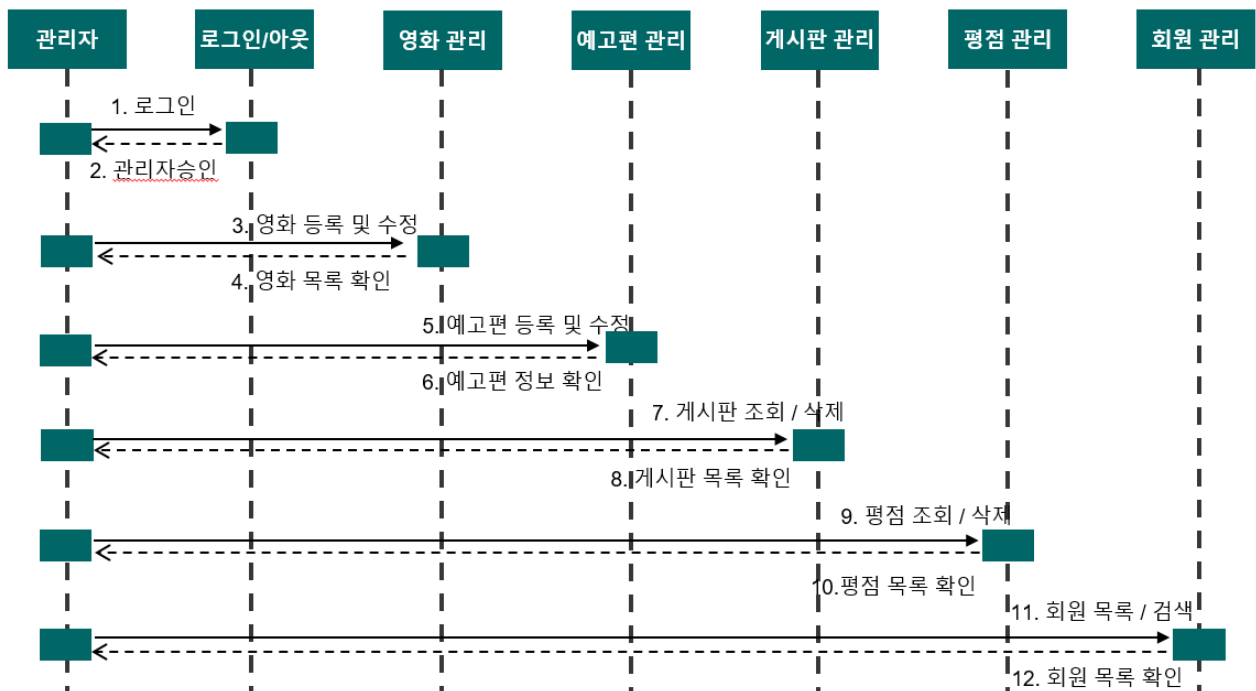 관리자
로그인/아웃
영화 관리
예고편 관리
게시판 관리
평점 관리
회원 관리
1. 로그인
2. 관리자승인
3. 영화 등록 및 수정
4. 영화 목록 확인
5. 예고편 등록 및 수정
6. 예고편 정보 확인
7. 게시판 조회 / 삭제
8. 게시판 목록 확인
9. 평점 조회 / 삭제
10.평점 목록 확인
11. 회원 목록 / 검색
12. 회원 목록 확인